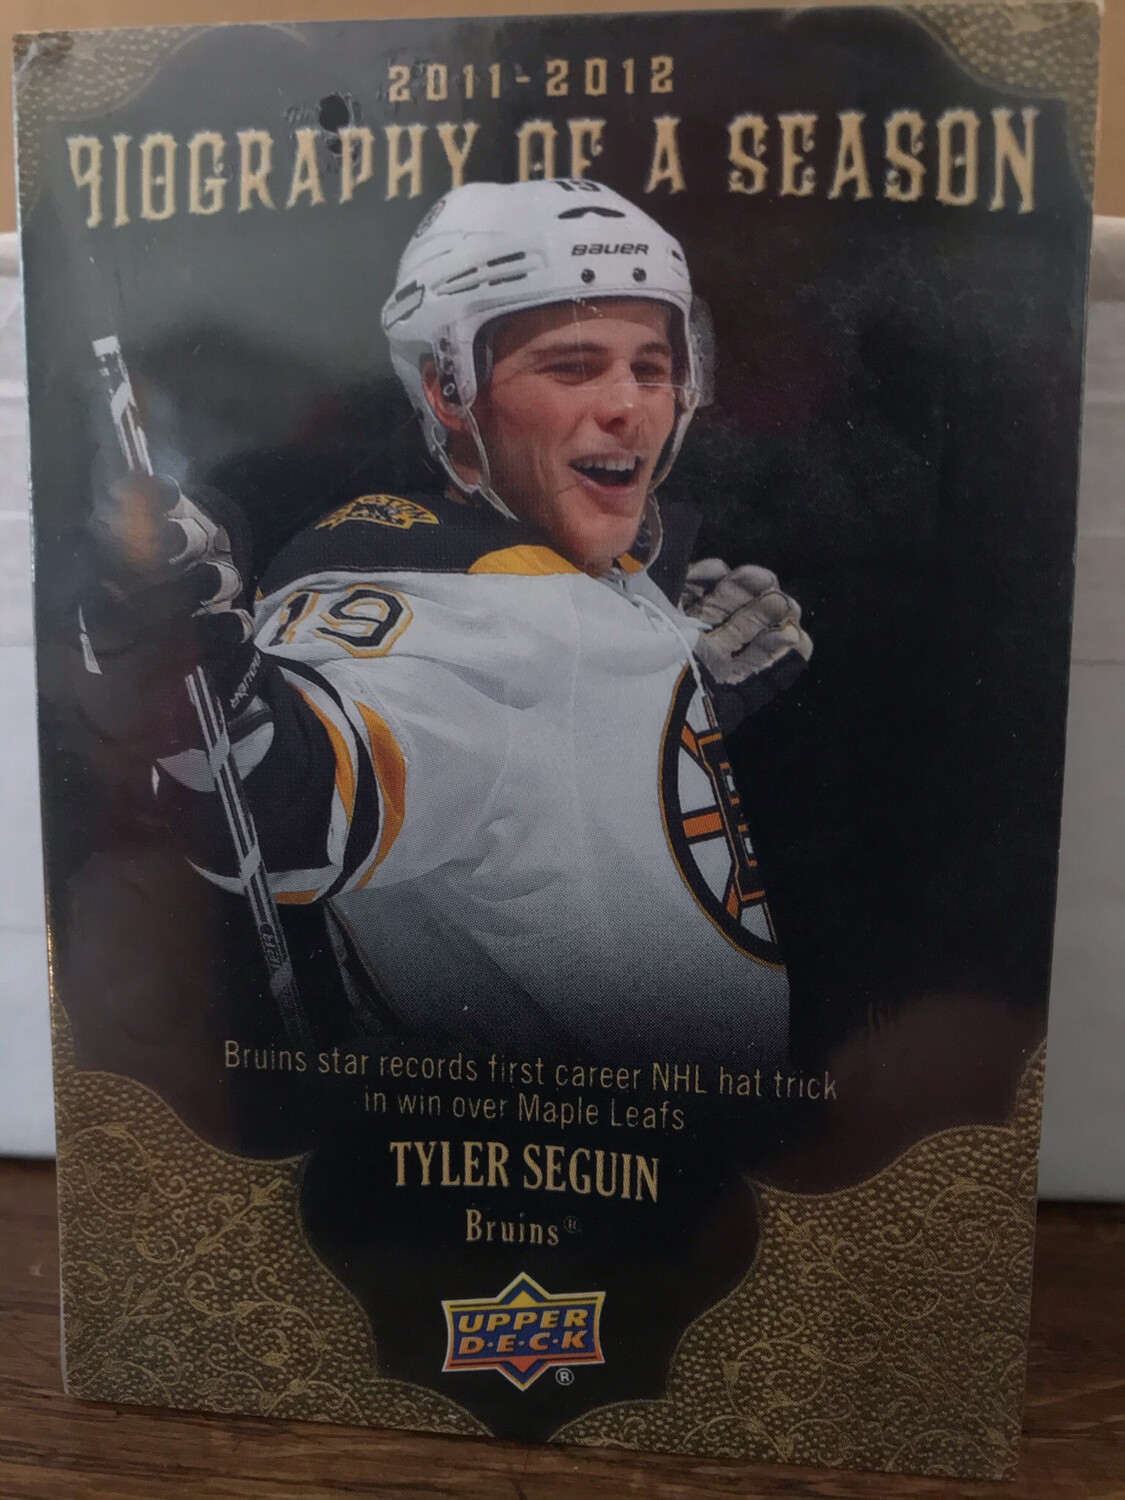 2011-2012
BIOGRAPHY OF A SEASON
19
BAUER
19
Bruins star records first career NHL hat trick
in win over Maple Leafs
TYLER SEGUIN
Bruins®
UPPER
D·E·C·K
®